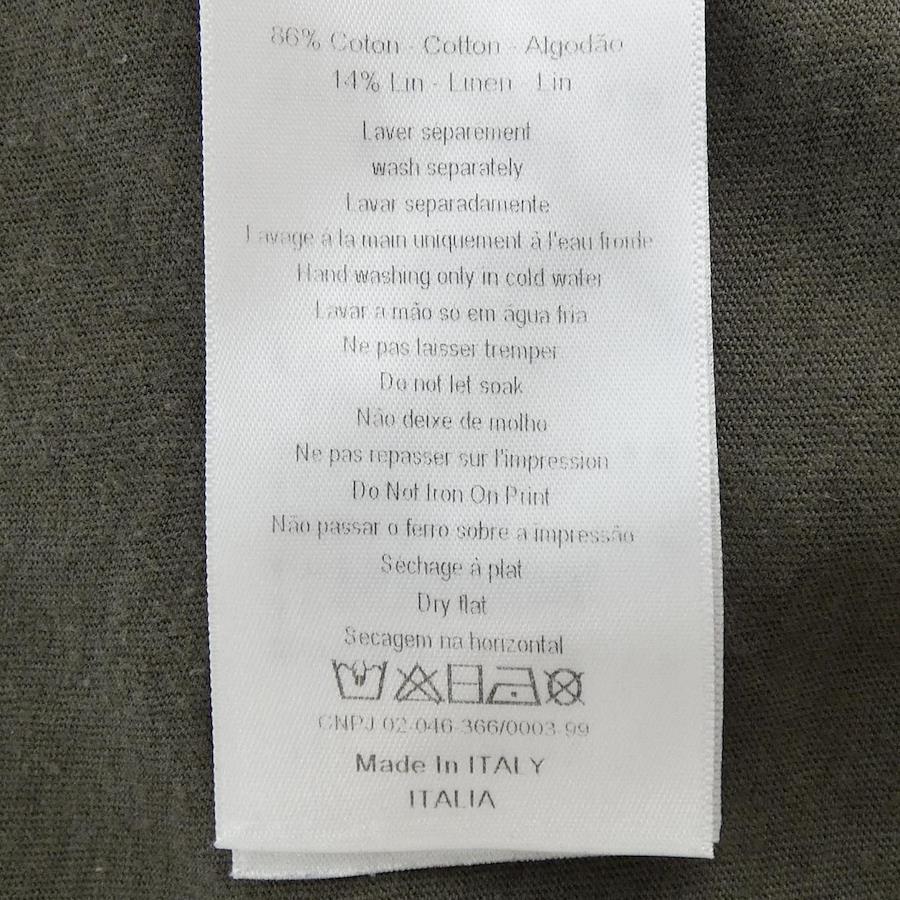 86% Coton - Cotton - Algodão
14% Lin - Linen - Lin
Laver séparement
wash separately
Lavar separadamente
Lavage à la main uniquement à l'eau froide
Hand washing only in cold water
Lavar a mão so em água fria
Ne pas laisser tremper
Do not let soak
Não deixe de molho
Ne pas repasser sur l'impression
Do Not Iron On Print
Não passar o ferro sobre a impressão
Séchage à plat
Dry flat
Secagem na horizontal
CNPJ 02-046-366/0003-99
Made In ITALY
ITALIA